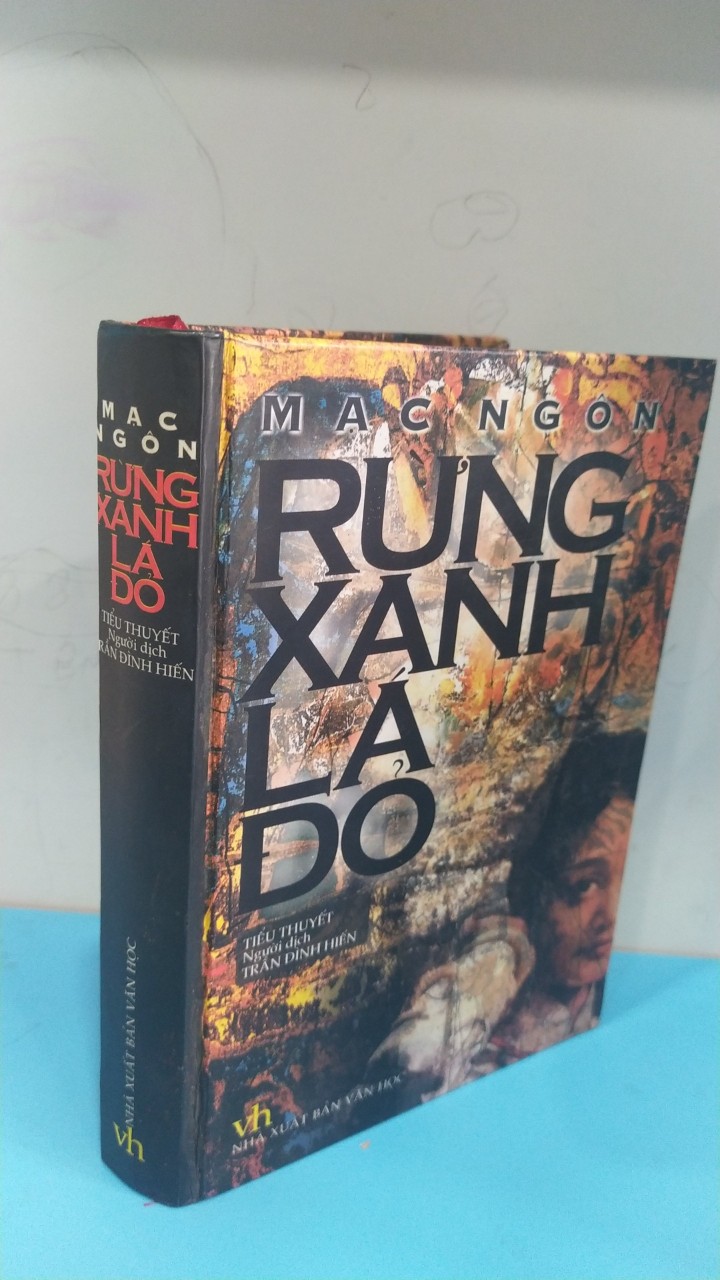 MẠC
NGÔN
RỪNG
XANH
LÁ
ĐỎ
TIỂU THUYẾT
Người dịch
TRẦN ĐÌNH HIẾN
NHÀ XUẤT BẢN VĂN HỌC
vh
MẠC NGÔN
RỪNG
XANH
LÁ
ĐỎ
TIỂU THUYẾT
Người dịch
TRẦN ĐÌNH HIẾN
vh
NHÀ XUẤT BẢN VĂN HỌC